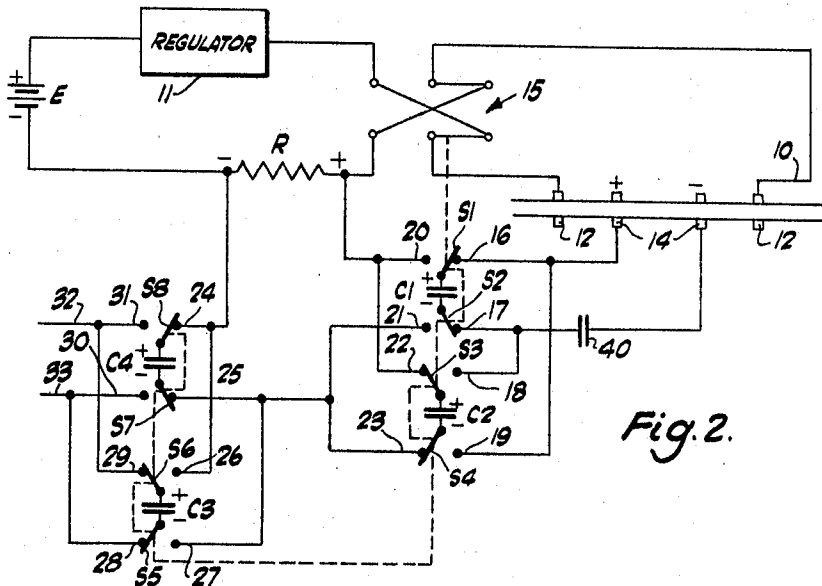 REGULATOR
11
+
E
-
15
-
R
+
10
+
-
12
14
12
20
S1
16
+
C1
-
S2
17
21
22
S3
18
40
+
C2
-
23
19
S4
32
31
S8
24
30
+
C4
-
25
33
S7
29
S6
26
+
C3
-
28
S5
27
Fig.2.